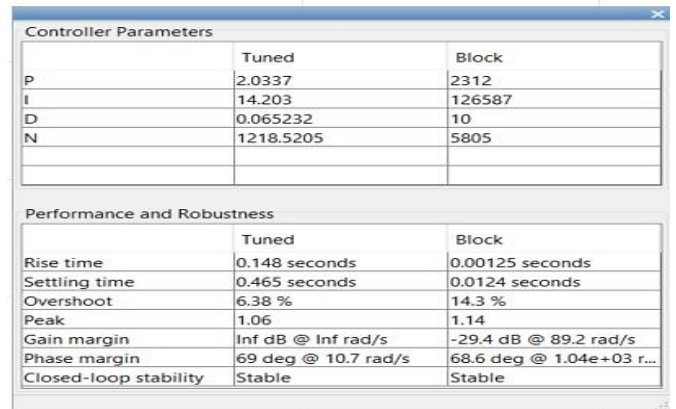 Controller Parameters
Tuned Block
P 2.0337 2312
I 14.203 126587
D 0.065232 10
N 1218.5205 5805
Performance and Robustness
Tuned Block
Rise time 0.148 seconds 0.00125 seconds
Settling time 0.465 seconds 0.0124 seconds
Overshoot 6.38 % 14.3 %
Peak 1.06 1.14
Gain margin Inf dB @ Inf rad/s -29.4 dB @ 89.2 rad/s
Phase margin 69 deg @ 10.7 rad/s 68.6 deg @ 1.04e+03 r...
Closed-loop stability Stable Stable